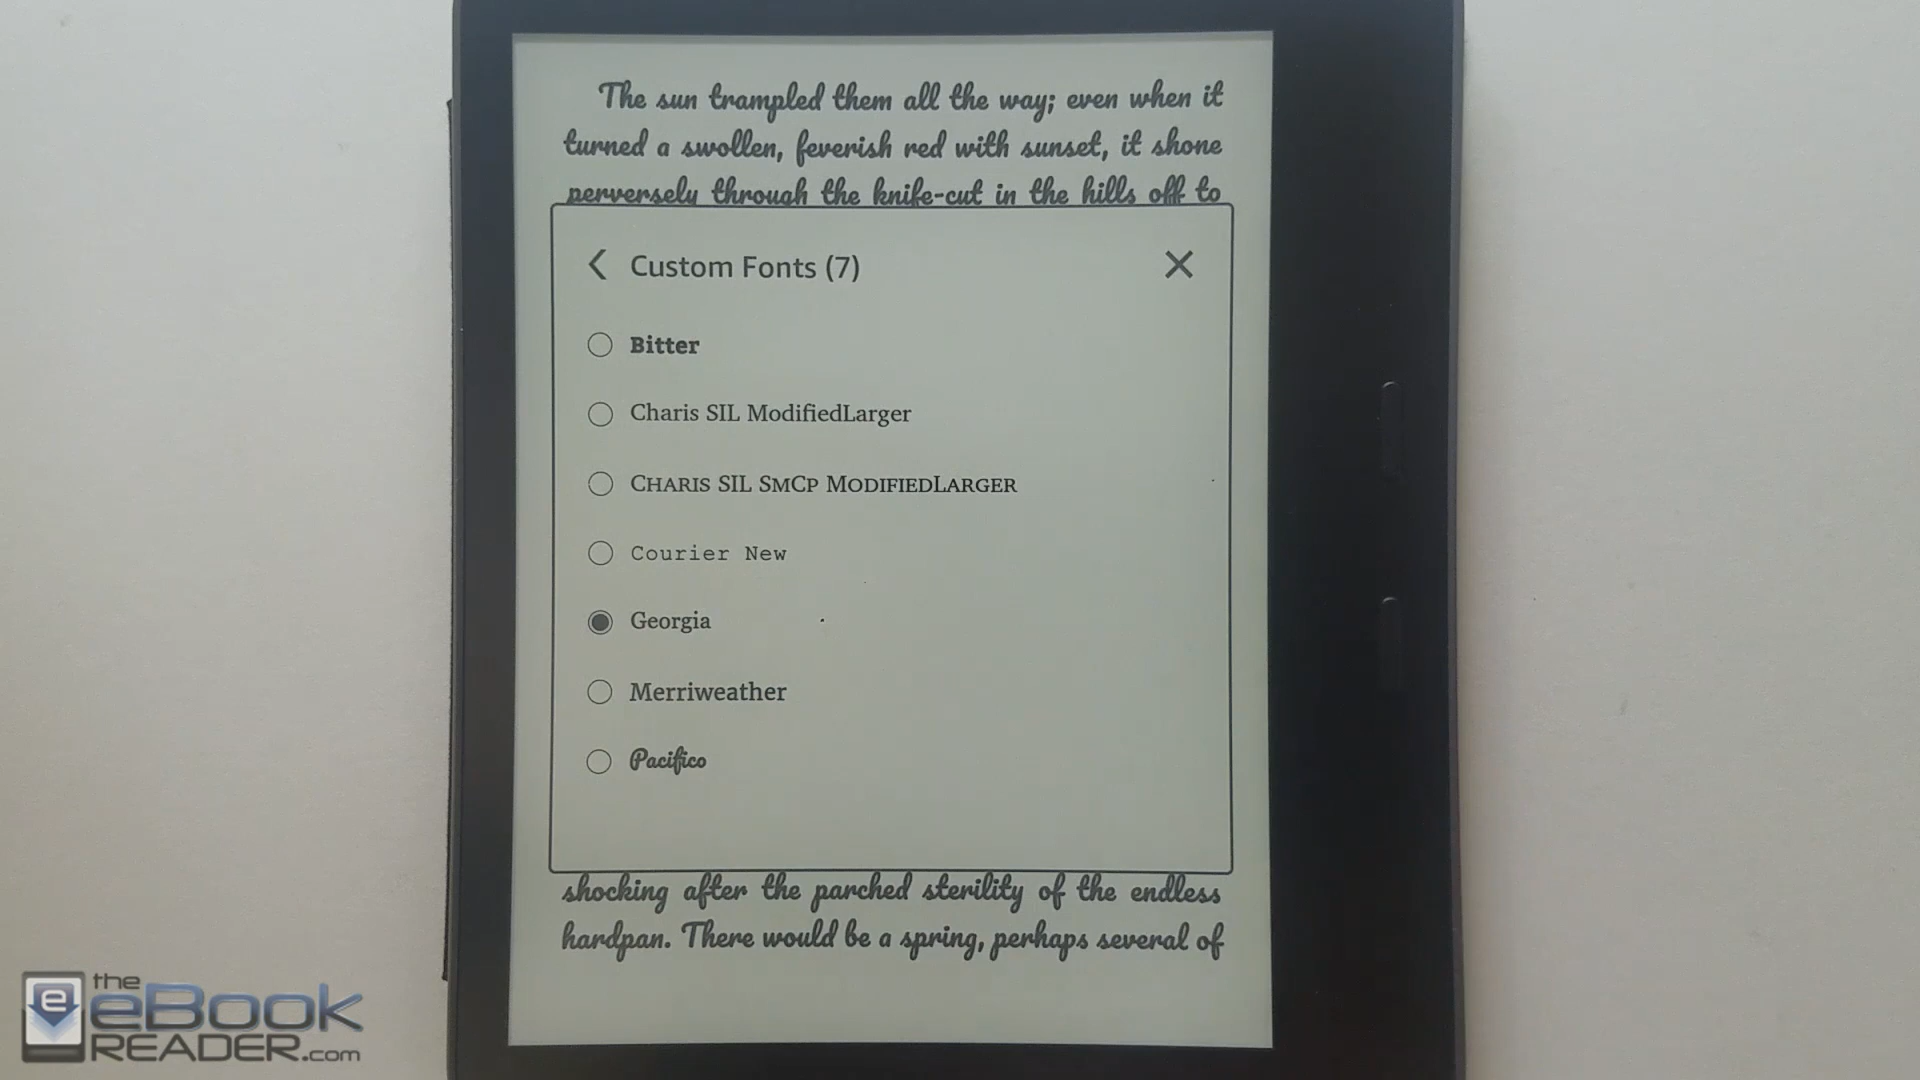 The sun trampled them all the way; even when it
turned a swollen, feverish red with sunset, it shone
perversely through the knife-cut in the hills off to
Custom Fonts (7)
Bitter
Charis SIL ModifiedLarger
Charis SIL SmCp ModifiedLarger
Courier New
Georgia
Merriweather
Pacifico
shocking after the parched sterility of the endless
hardpan. There would be a spring, perhaps several of
the
eBook
READER.com